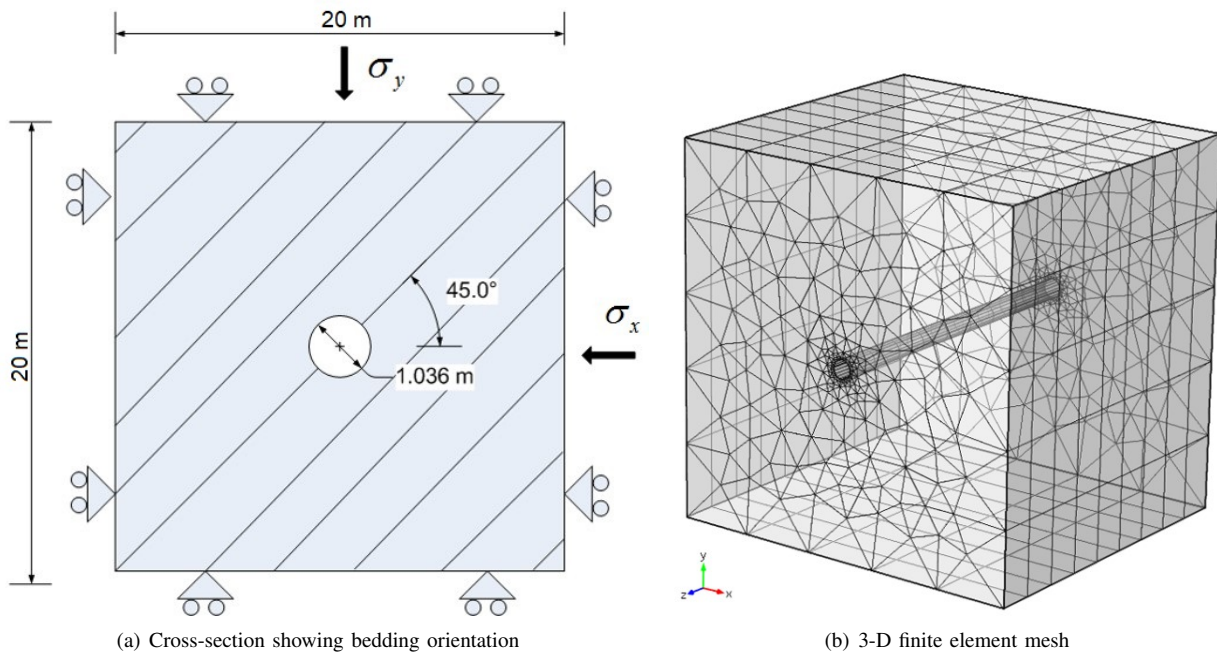 20 m
σy
20 m
45.0°
σx
1.036 m
y
z
x
(a) Cross-section showing bedding orientation
(b) 3-D finite element mesh